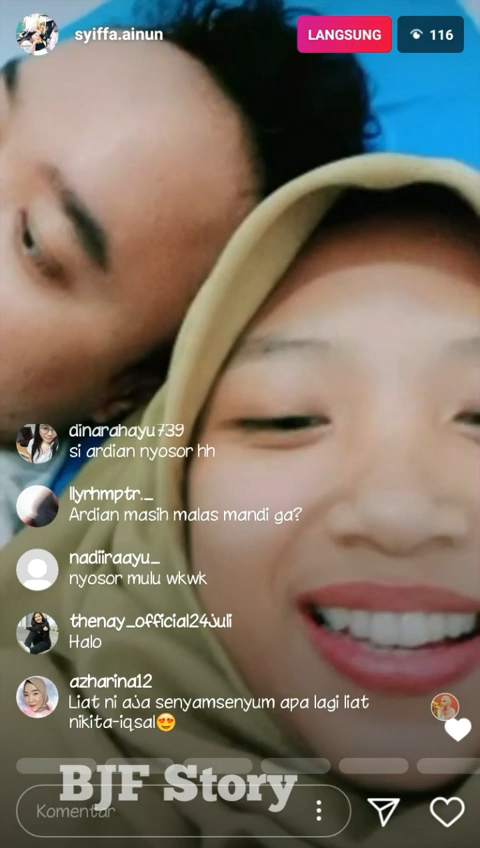 syiffa.ainun
LANGSUNG
116
dinarahayu739
si ardian nyosor hh
llyrhmptr._
Ardian masih malas mandi ga?
nadiiraayu_
nyosor mulu wkwk
thenay_official24juli
Halo
azharina12
Liat ni aja senyamsenyum apa lagi liat
nikita-iqsal😍
BJF Story
Komentar